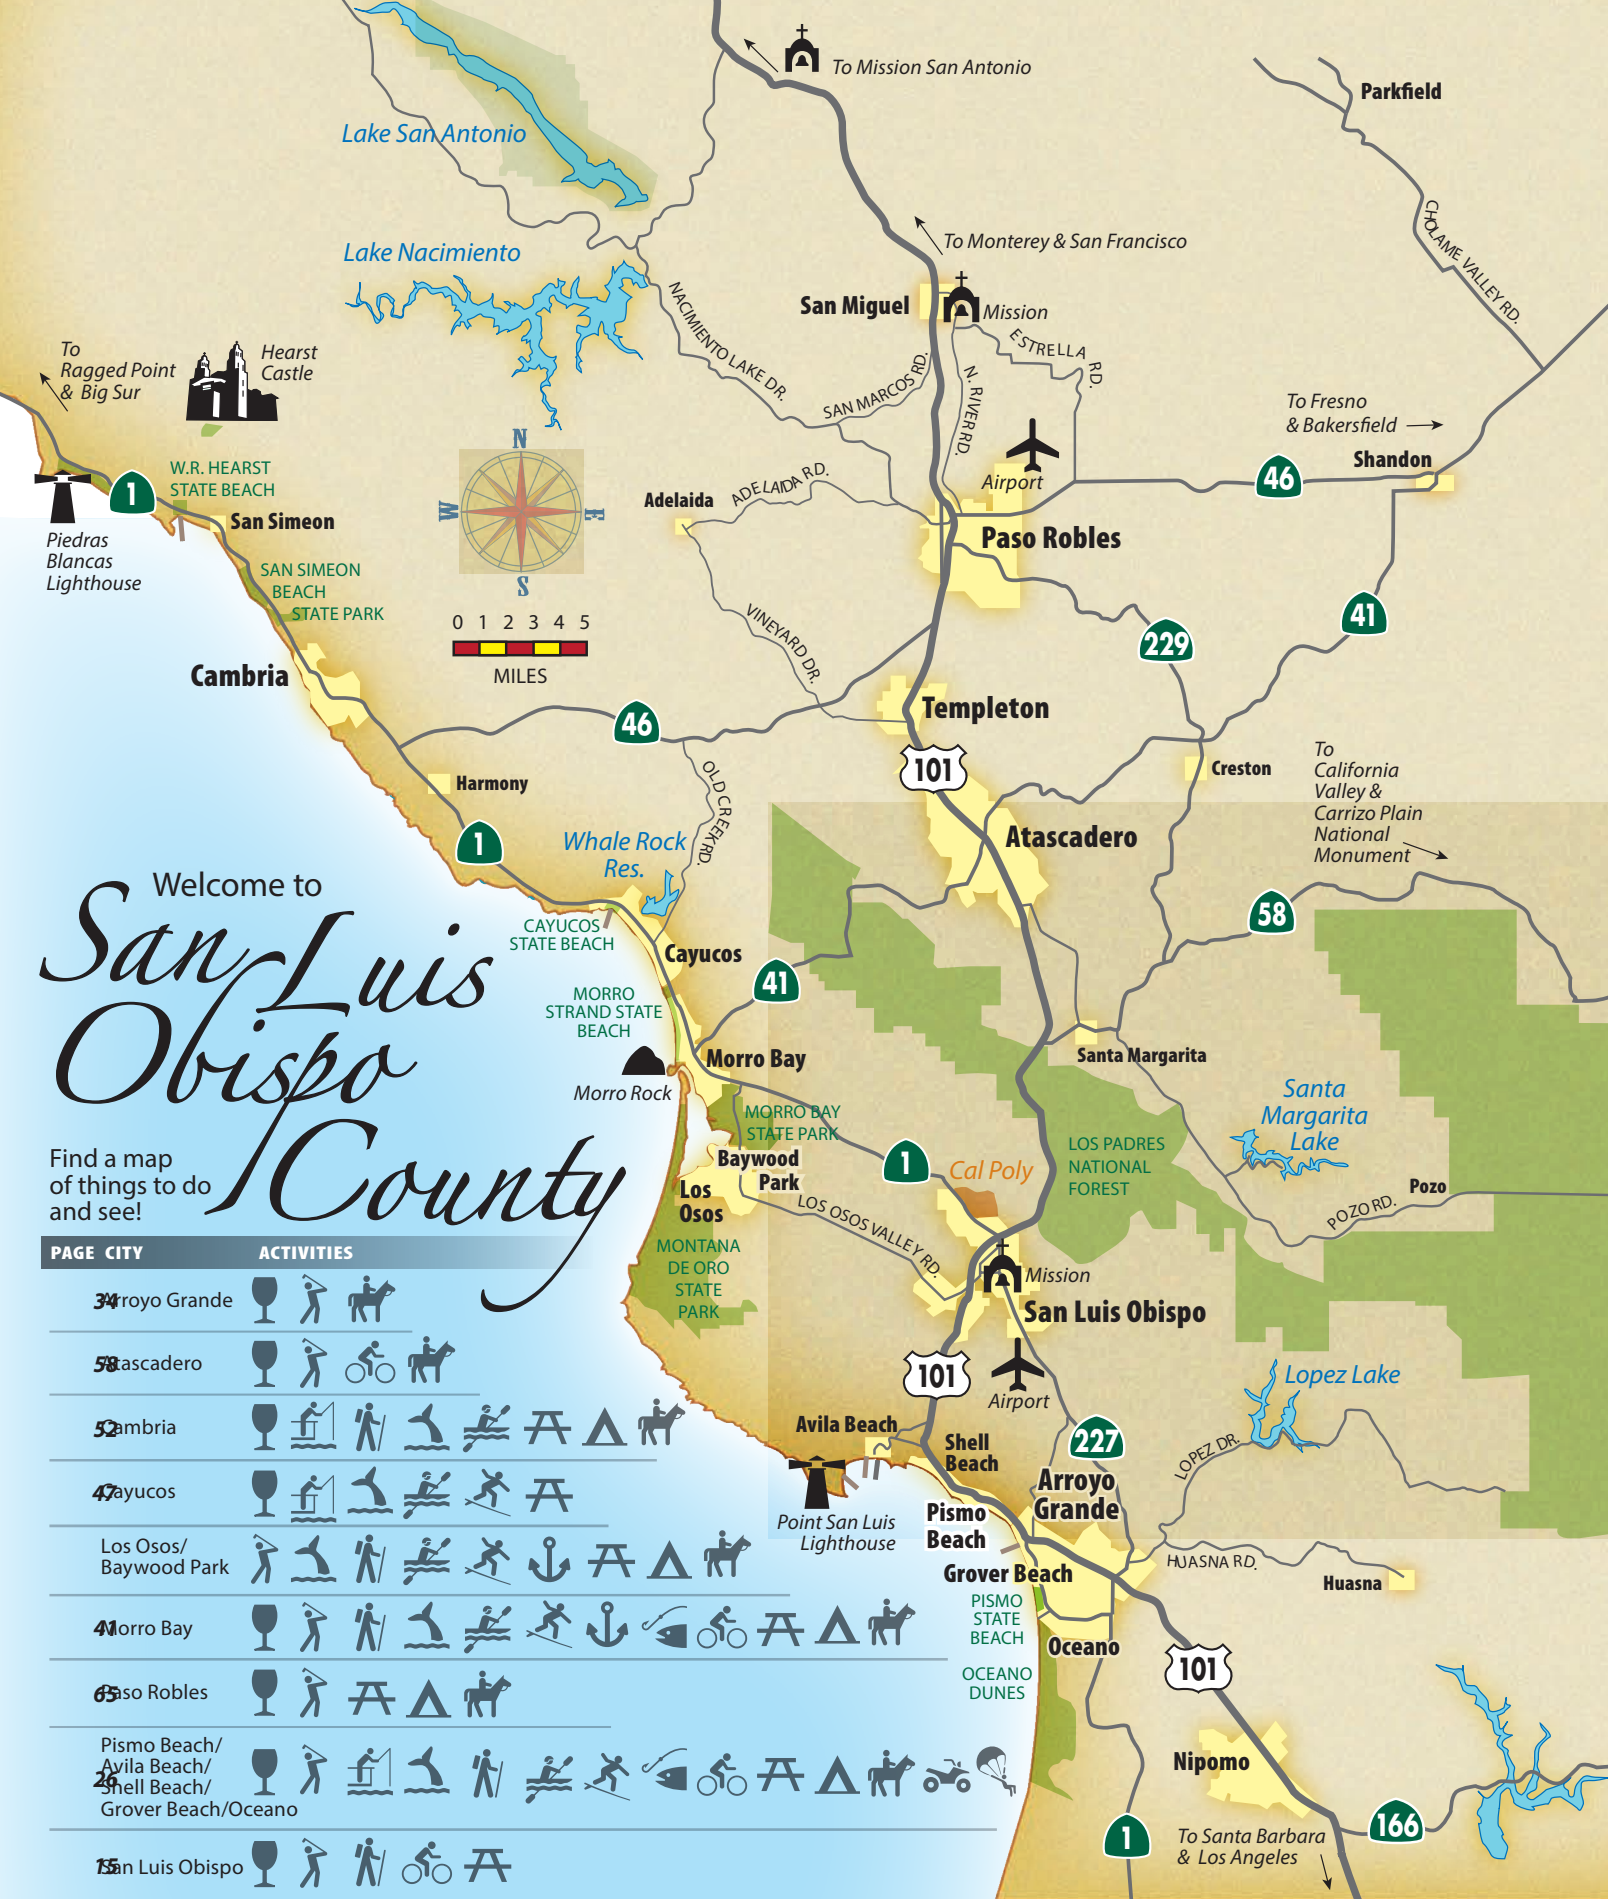 To Mission San Antonio
Parkfield
Lake San Antonio
CHOLAME VALLEY RD.
To Monterey & San Francisco
Lake Nacimiento
San Miguel
Mission
NACIMIENTO LAKE DR.
ESTRELLA RD.
SAN MARCOS RD.
N. RIVER RD.
To
Ragged Point
& Big Sur
Hearst
Castle
To Fresno
& Bakersfield
Shandon
46
Airport
W.R. HEARST
STATE BEACH
1
San Simeon
Piedras
Blancas
Lighthouse
N
W
E
S
Adelaida
ADELAIDA RD.
Paso Robles
SAN SIMEON
BEACH
STATE PARK
0 1 2 3 4 5
MILES
VINEYARD DR.
229
41
Cambria
46
Templeton
101
Harmony
OLD CREEK RD.
Creston
To
California
Valley &
Carrizo Plain
National
Monument
1
Whale Rock
Res.
Atascadero
58
CAYUCOS
STATE BEACH
Cayucos
41
MORRO
STRAND STATE
BEACH
Morro Bay
Morro Rock
Santa Margarita
Santa
Margarita
Lake
MORRO BAY
STATE PARK
Baywood
Park
1
Cal Poly
LOS PADRES
NATIONAL
FOREST
Los
Osos
LOS OSOS VALLEY RD.
Pozo
POZO RD.
MONTANA
DE ORO
STATE
PARK
Mission
San Luis Obispo
101
Airport
Lopez Lake
Avila Beach
Shell
Beach
227
LOPEZ DR.
Arroyo
Grande
Point San Luis
Lighthouse
Pismo
Beach
Grover Beach
HUASNA RD.
Huasna
PISMO
STATE
BEACH
Oceano
OCEANO
DUNES
101
Nipomo
1
166
To Santa Barbara
& Los Angeles
Welcome to
San Luis
Obispo
County
Find a map
of things to do
and see!
PAGE CITY ACTIVITIES
34 Arroyo Grande
58 Atascadero
52 Cambria
47 Cayucos
Los Osos/
Baywood Park
41 Morro Bay
65 Paso Robles
Pismo Beach/
Avila Beach/
26 Shell Beach/
Grover Beach/Oceano
15 San Luis Obispo